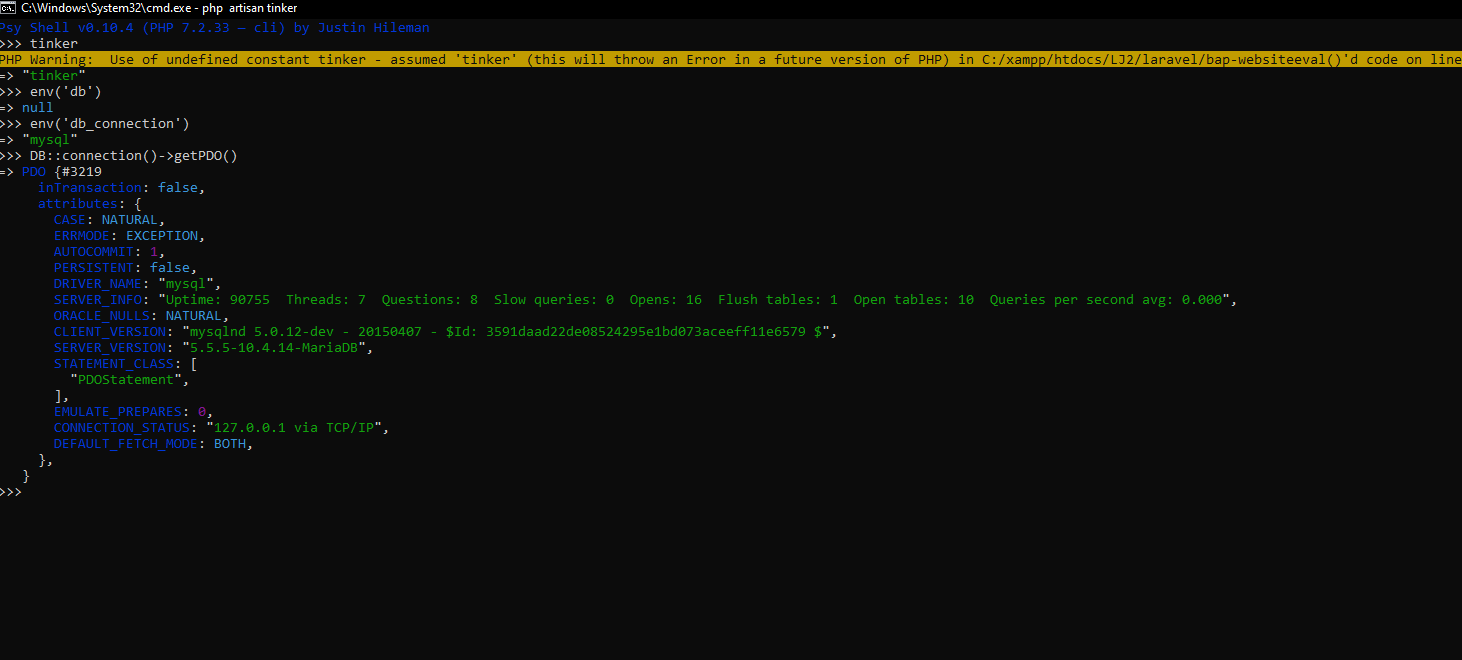 C:\Windows\System32\cmd.exe - php artisan tinker
Psy Shell v0.10.4 (PHP 7.2.33 — cli) by Justin Hileman
>>> tinker
PHP Warning:  Use of undefined constant tinker - assumed 'tinker' (this will throw an Error in a future version of PHP) in C:/xampp/htdocs/LJ2/laravel/bap-websiteeval()'d code on line
=> "tinker"
>>> env('db')
=> null
>>> env('db_connection')
=> "mysql"
>>> DB::connection()->getPDO()
=> PDO {#3219
     inTransaction: false,
     attributes: {
       CASE: NATURAL,
       ERRMODE: EXCEPTION,
       AUTOCOMMIT: 1,
       PERSISTENT: false,
       DRIVER_NAME: "mysql",
       SERVER_INFO: "Uptime: 90755  Threads: 7  Questions: 8  Slow queries: 0  Opens: 16  Flush tables: 1  Open tables: 10  Queries per second avg: 0.000",
       ORACLE_NULLS: NATURAL,
       CLIENT_VERSION: "mysqlnd 5.0.12-dev - 20150407 - $Id: 3591daad22de08524295e1bd073aceeff11e6579 $",
       SERVER_VERSION: "5.5.5-10.4.14-MariaDB",
       STATEMENT_CLASS: [
         "PDOStatement",
       ],
       EMULATE_PREPARES: 0,
       CONNECTION_STATUS: "127.0.0.1 via TCP/IP",
       DEFAULT_FETCH_MODE: BOTH,
     },
   }
>>>